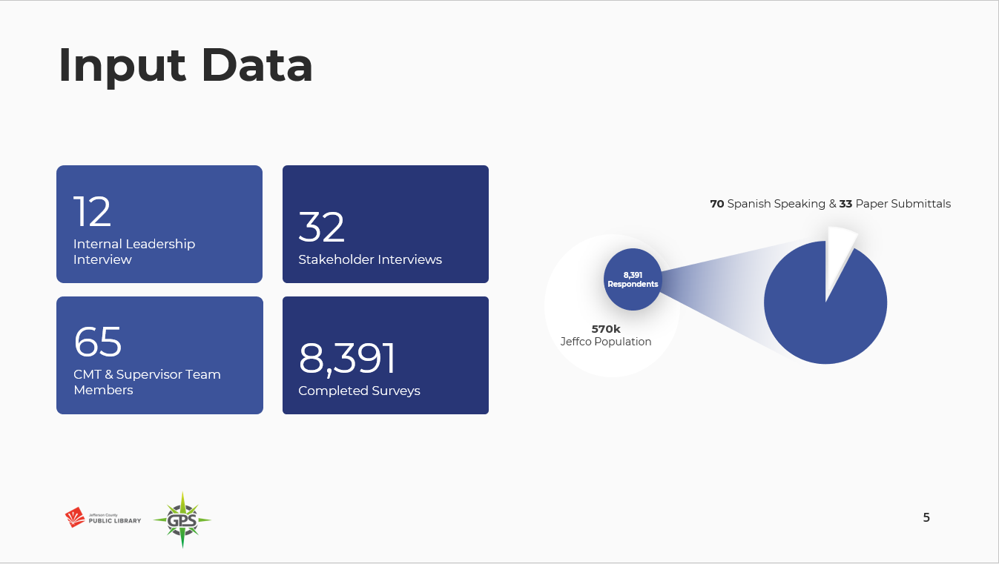 Input Data
12
Internal Leadership
Interview
32
Stakeholder Interviews
65
CMT & Supervisor Team
Members
8,391
Completed Surveys
70 Spanish Speaking & 33 Paper Submittals
8,391
Respondents
570k
Jeffco Population
Jefferson County
PUBLIC LIBRARY
GPS
5